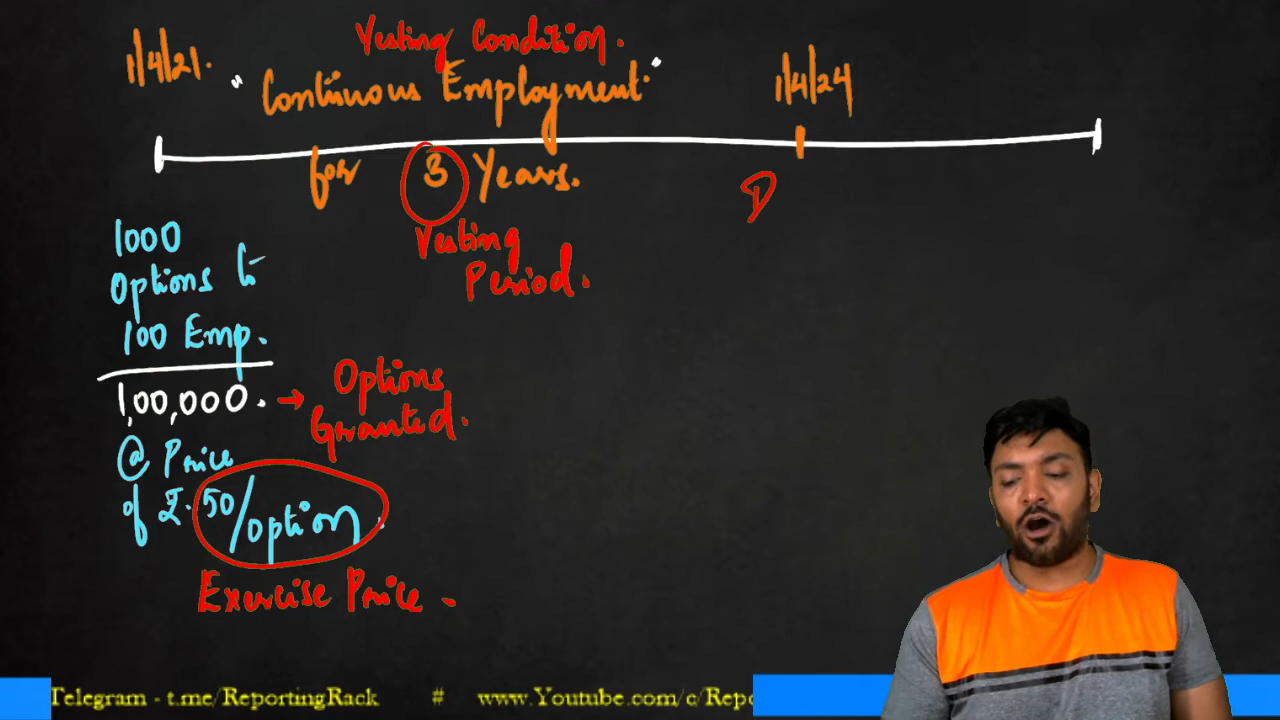 Vesting Condition.
1/4/21.
"Continuous Employment."
1/4/24
for 3 Years.
D
Vesting
Period.
1000
Options to
100 Emp.
1,00,000. → Options
Granted.
@ Price
of ₹. 50/option.
Exercise Price.
Telegram - t.me/ReportingRack # www.Youtube.com/c/Repo